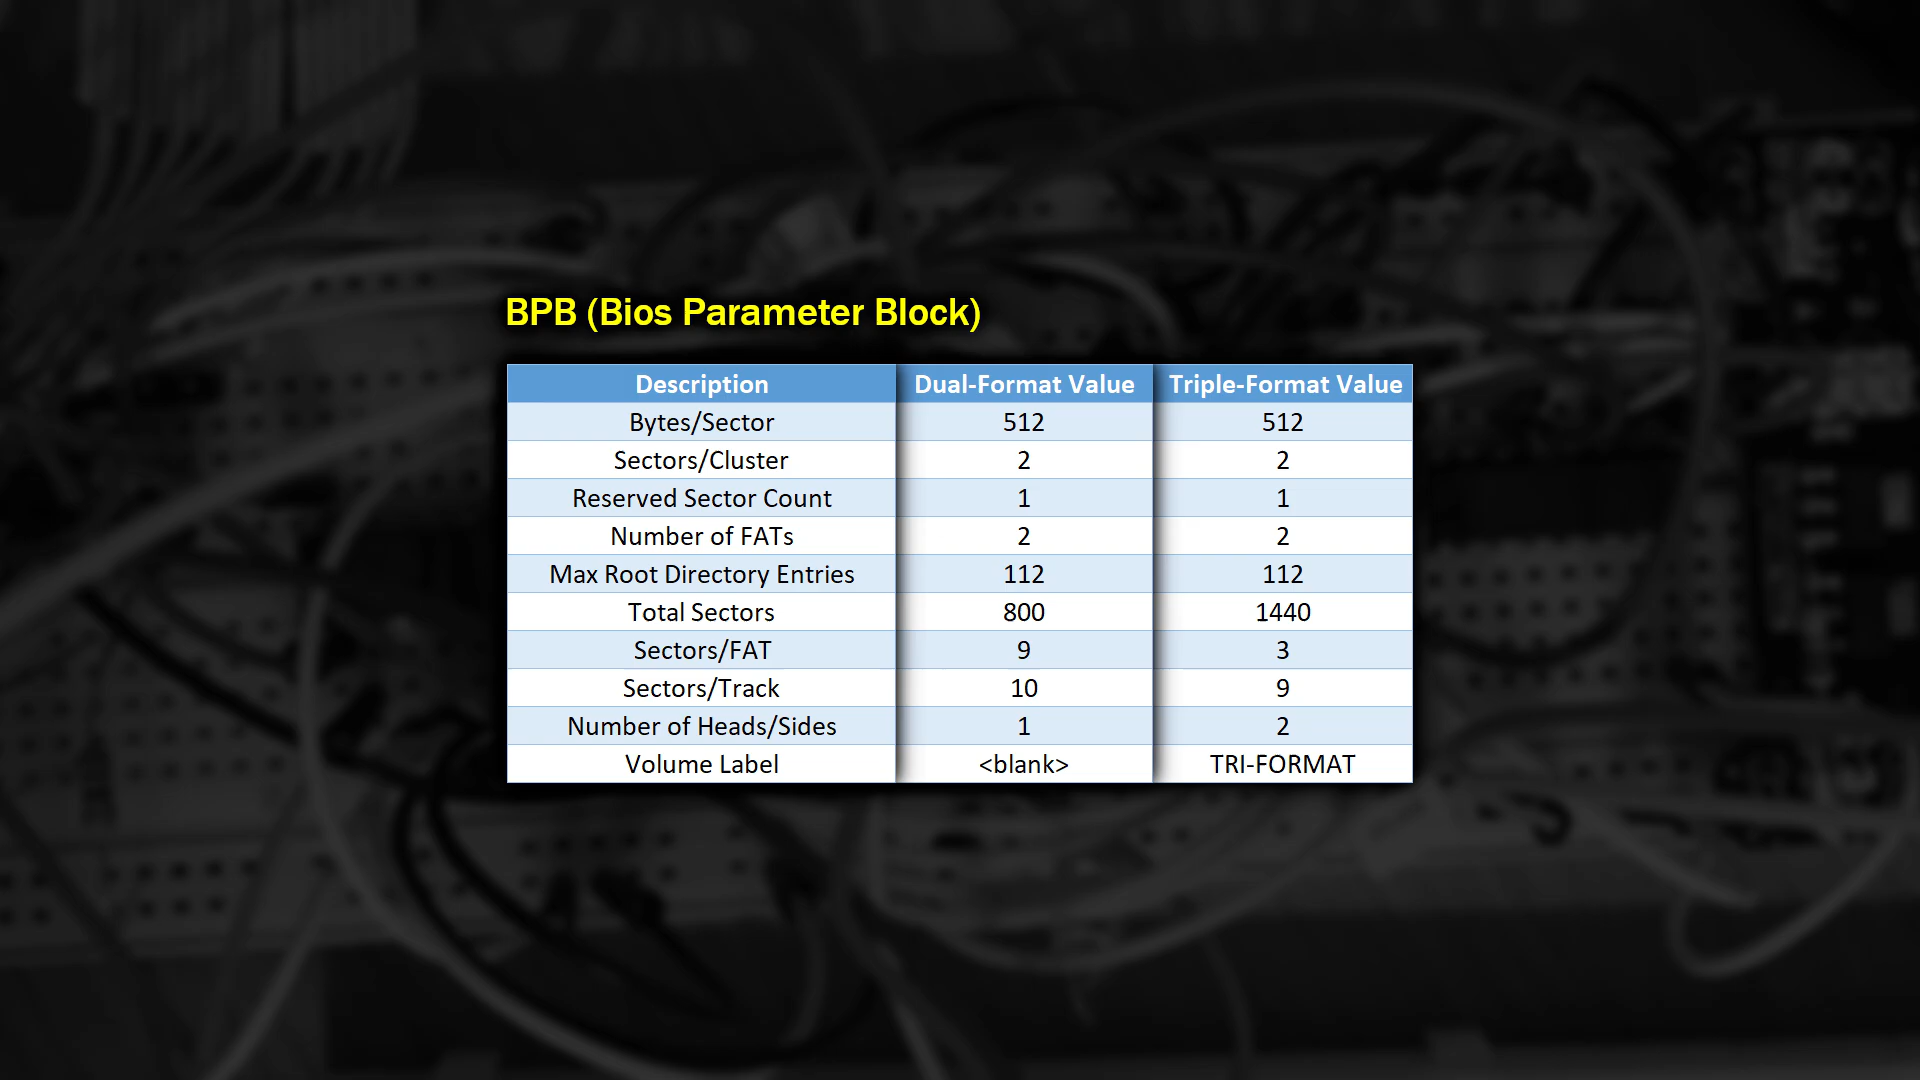 BPB (Bios Parameter Block)
Description Dual-Format Value Triple-Format Value
Bytes/Sector 512 512
Sectors/Cluster 2 2
Reserved Sector Count 1 1
Number of FATs 2 2
Max Root Directory Entries 112 112
Total Sectors 800 1440
Sectors/FAT 9 3
Sectors/Track 10 9
Number of Heads/Sides 1 2
Volume Label <blank> TRI-FORMAT